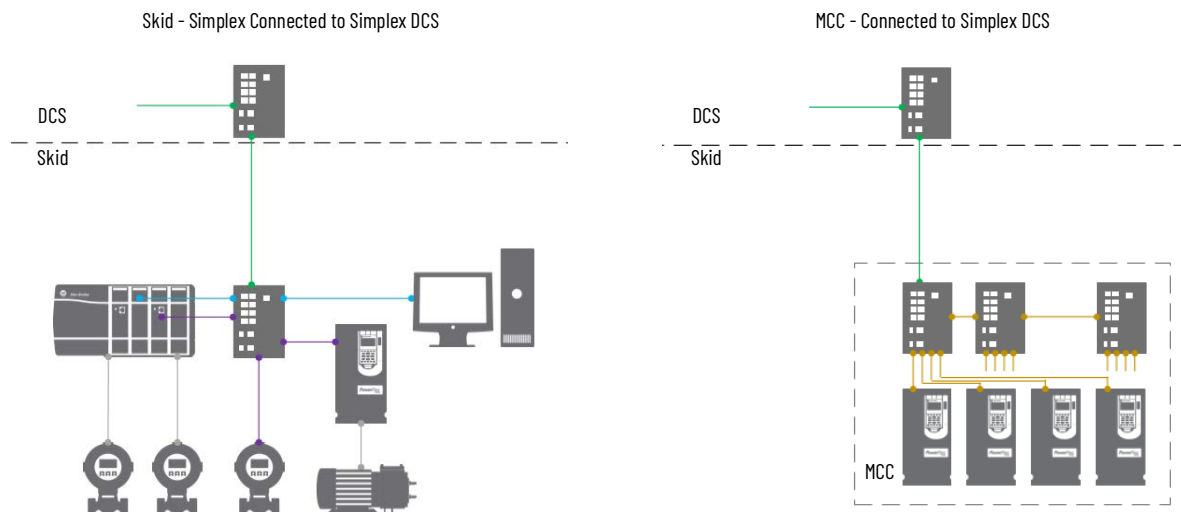 Skid - Simplex Connected to Simplex DCS
MCC - Connected to Simplex DCS
DCS
Skid
DCS
Skid
MCC